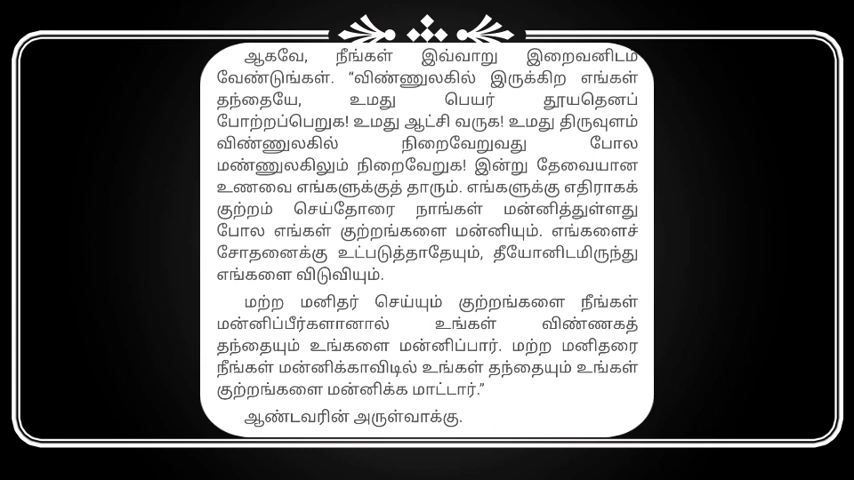 ஆகவே, நீங்கள் இவ்வாறு இறைவனிடம்
வேண்டுங்கள். “விண்ணுலகில் இருக்கிற எங்கள்
தந்தையே, உமது பெயர் தூயதெனப்
போற்றப்பெறுக! உமது ஆட்சி வருக! உமது திருவுளம்
விண்ணுலகில் நிறைவேறுவது போல
மண்ணுலகிலும் நிறைவேறுக! இன்று தேவையான
உணவை எங்களுக்குத் தாரும். எங்களுக்கு எதிராகக்
குற்றம் செய்தோரை நாங்கள் மன்னித்துள்ளது
போல எங்கள் குற்றங்களை மன்னியும். எங்களைச்
சோதனைக்கு உட்படுத்தாதேயும், தீயோனிடமிருந்து
எங்களை விடுவியும்.
மற்ற மனிதர் செய்யும் குற்றங்களை நீங்கள்
மன்னிப்பீர்களானால் உங்கள் விண்ணகத்
தந்தையும் உங்களை மன்னிப்பார். மற்ற மனிதரை
நீங்கள் மன்னிக்காவிடில் உங்கள் தந்தையும் உங்கள்
குற்றங்களை மன்னிக்க மாட்டார்.”
ஆண்டவரின் அருள்வாக்கு.